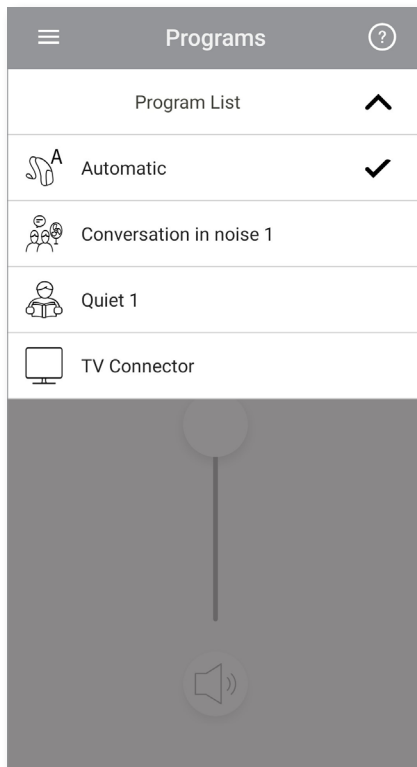 Programs
?
Program List
A
Automatic
Conversation in noise 1
Quiet 1
TV Connector